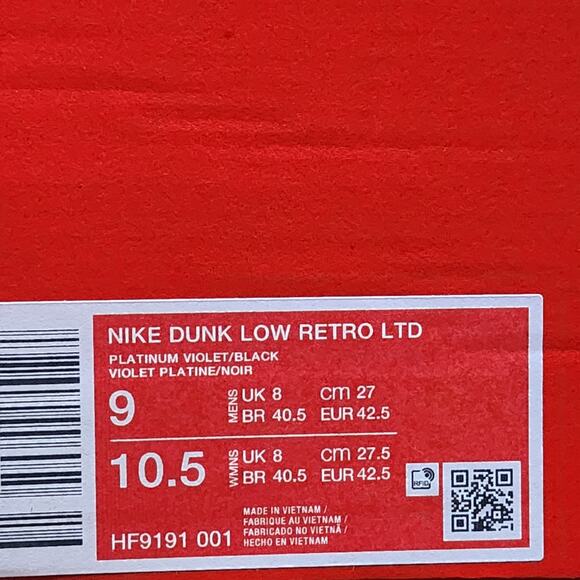 NIKE DUNK LOW RETRO LTD
PLATINUM VIOLET/BLACK
VIOLET PLATINE/NOIR
9 MENS UK 8 cm 27
BR 40.5 EUR 42.5
10.5 WMNS UK 8 cm 27.5
BR 40.5 EUR 42.5
RFID
HF9191 001
MADE IN VIETNAM /
FABRIQUE AU VIETNAM /
FABRICADO NO VIETNÃ /
HECHO EN VIETNAM